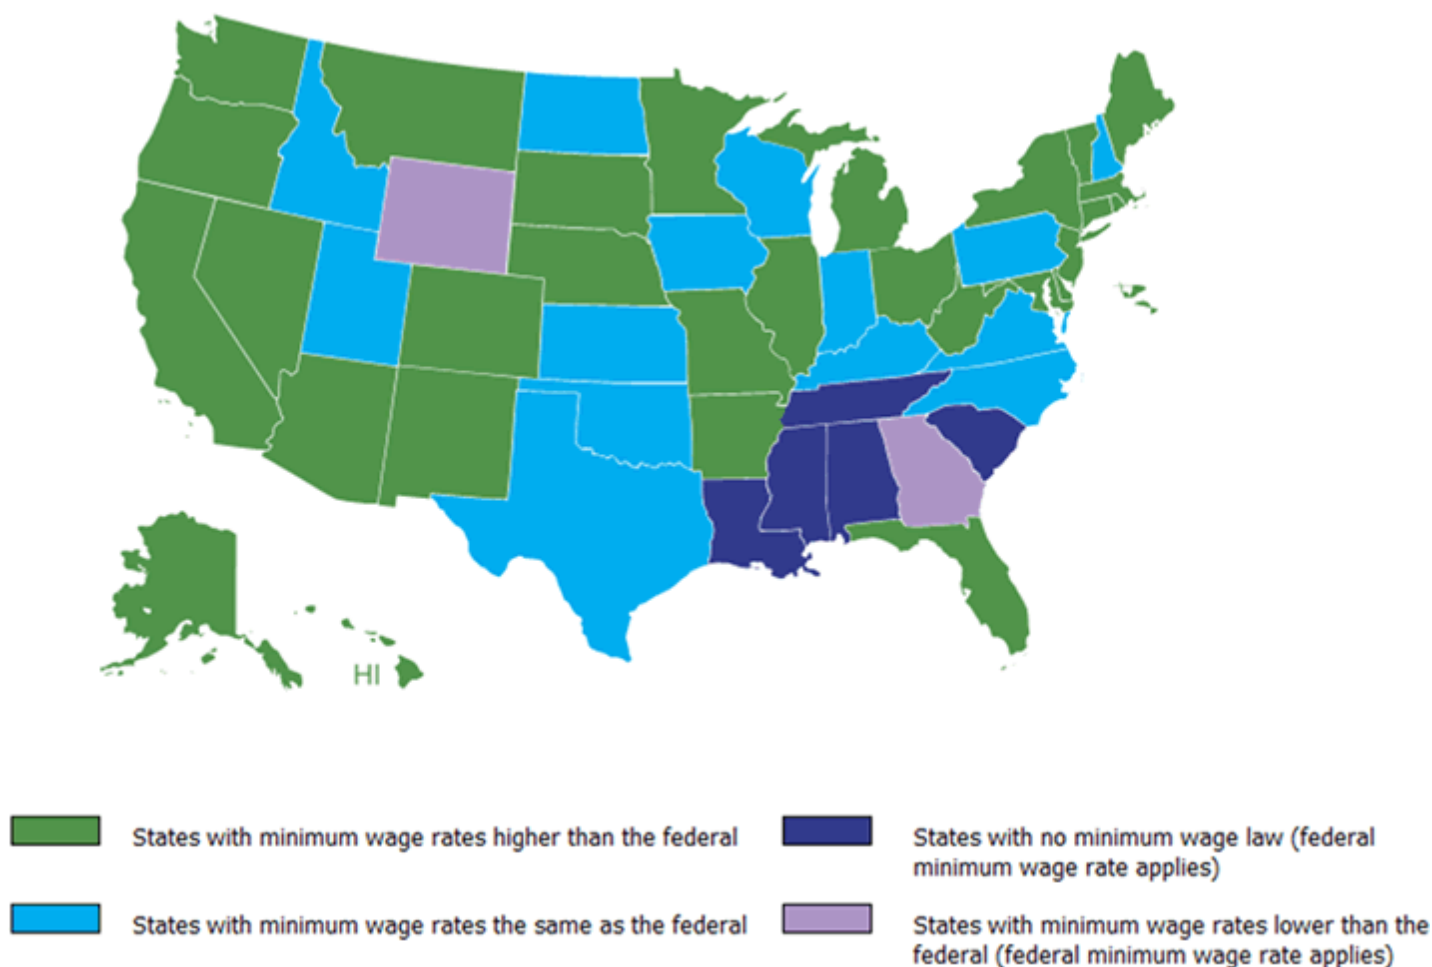 HI
States with minimum wage rates higher than the federal
States with no minimum wage law (federal
minimum wage rate applies)
States with minimum wage rates the same as the federal
States with minimum wage rates lower than the
federal (federal minimum wage rate applies)